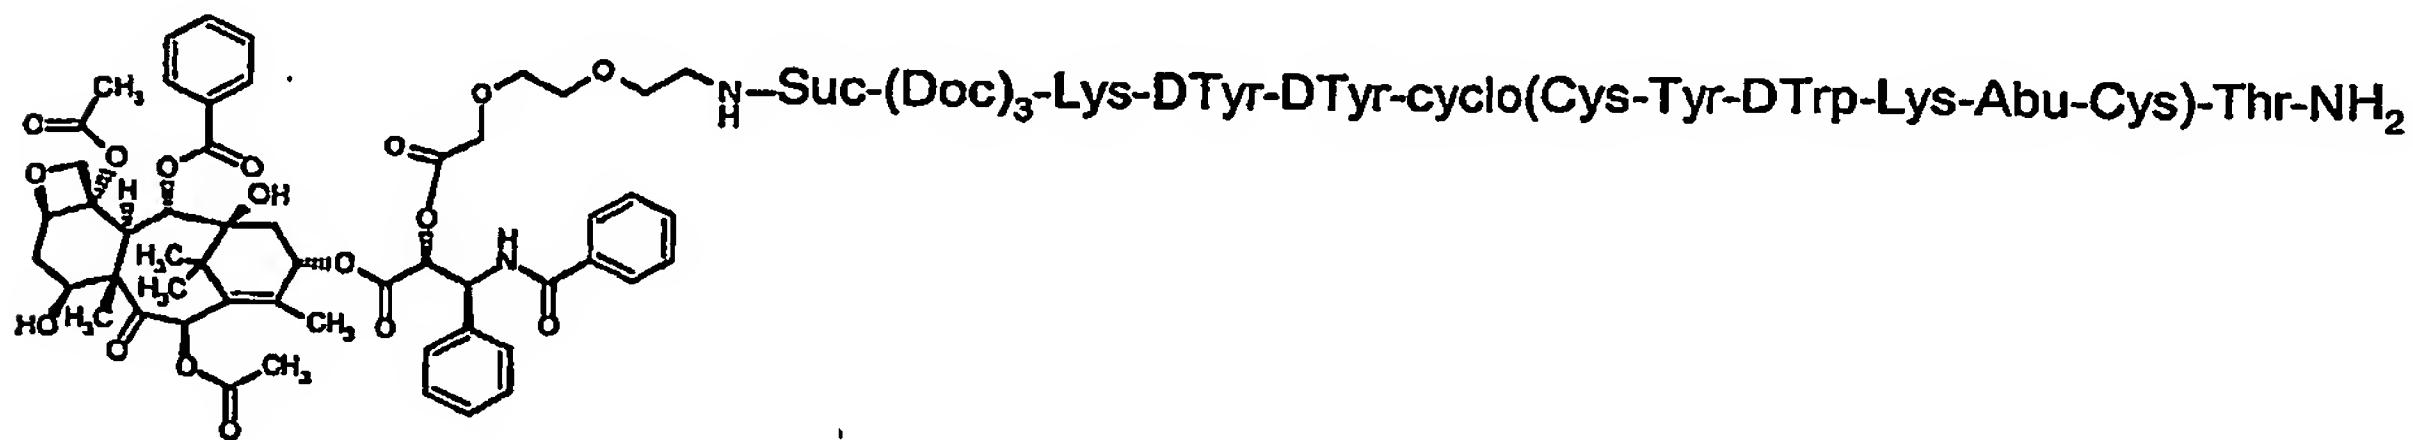 O
O
N
H
-Suc-(Doc)3-Lys-DTyr-DTyr-cyclo(Cys-Tyr-DTrp-Lys-Abu-Cys)-Thr-NH2
CH3
O
O
O
O
O
O
H
OH
O
O
H3C
H3C
O
H
N
HO
H3C
O
CH3
O
O
O
CH3
O